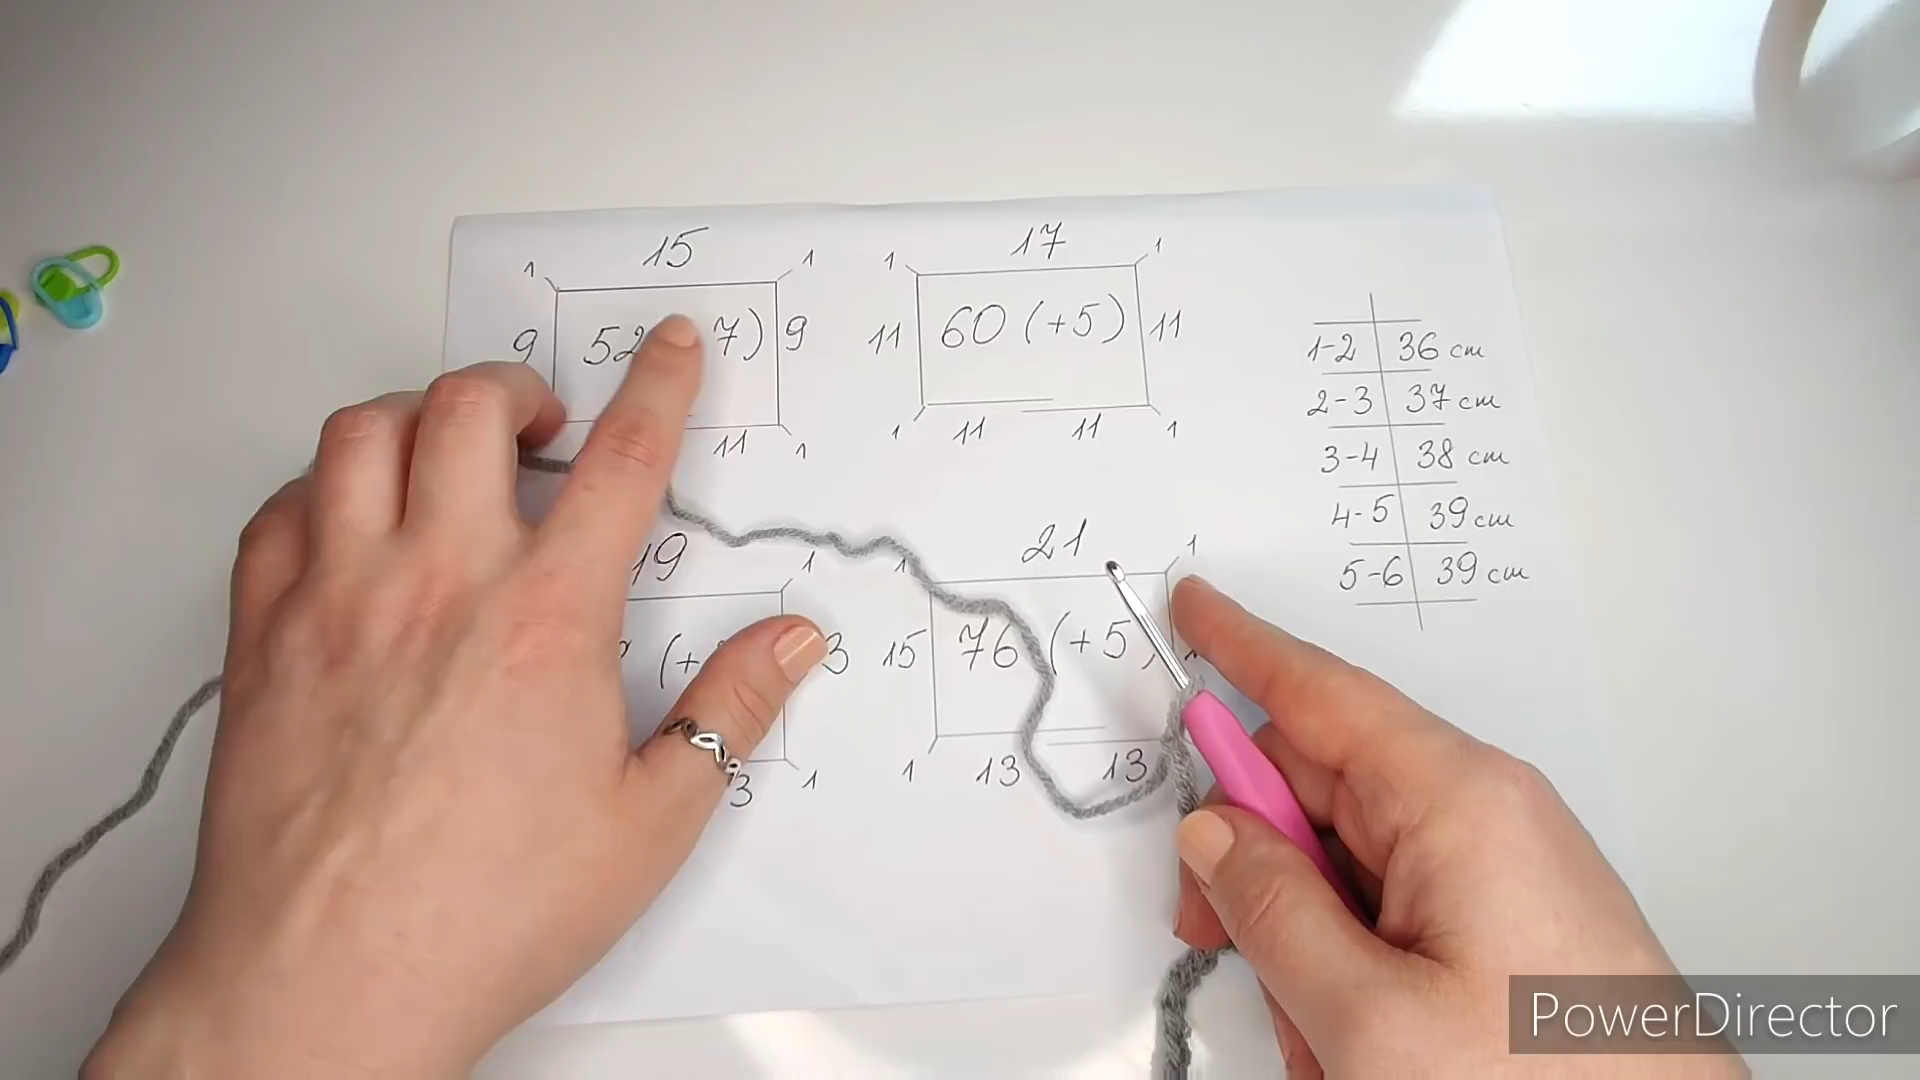 15
1 1
9 52 7) 9
11 1
17
1 1
11 60 (+5) 11
1 11 11 1
19
1
(+ 3
3 1
21
1 1
15 76 (+5
1 13 13
1-2 36 cm
2-3 37 cm
3-4 38 cm
4-5 39 cm
5-6 39 cm
PowerDirector